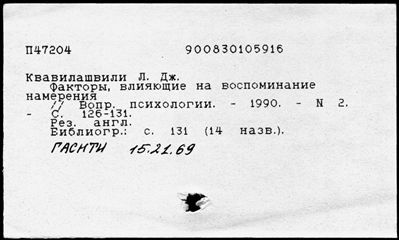 П47204 900830105916
Квавилашвили Л. Дж.
Факторы, влияющие на воспоминание
намерения
// Вопр. психологии. - 1990. - N 2.
- С. 126-131.
Рез. англ.
Библиогр.: с. 131 (14 назв.).
ГАСНТИ 15.21.69